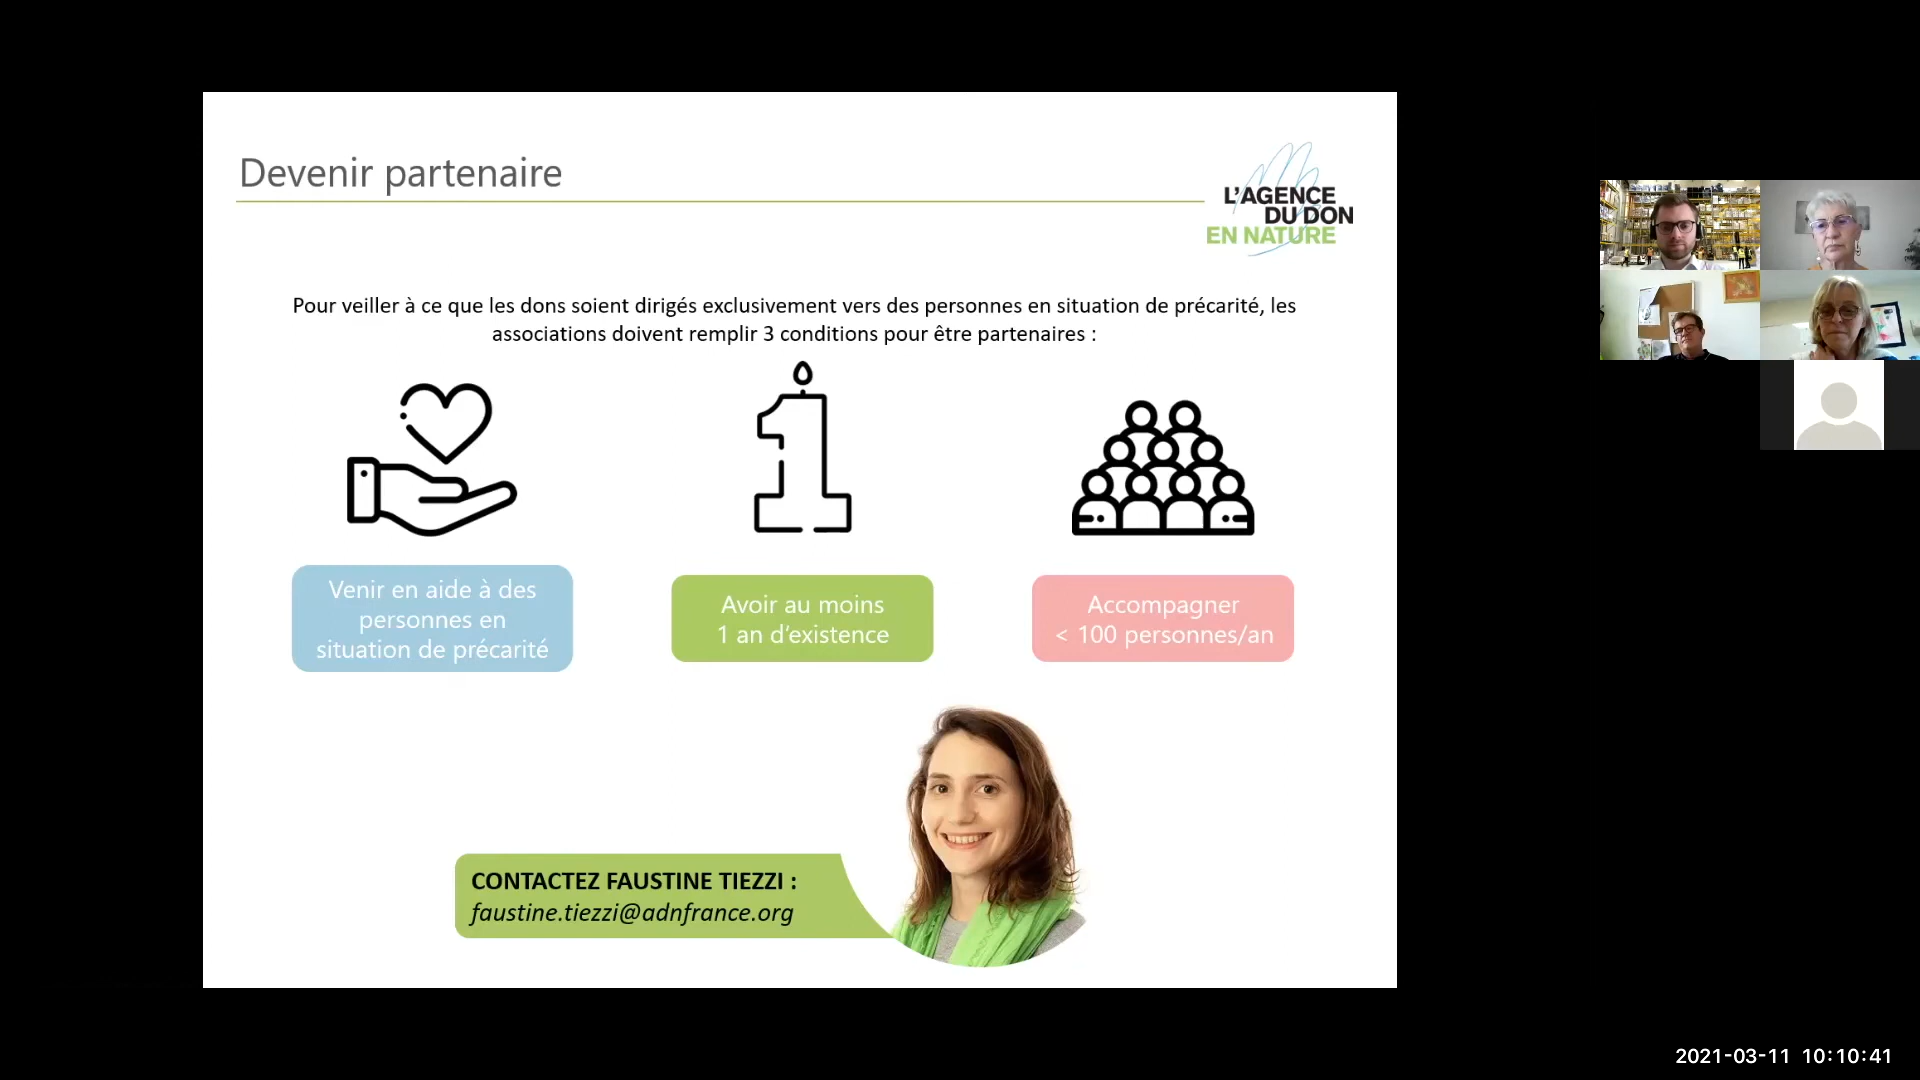 Devenir partenaire
L'AGENCE
DU DON
EN NATURE
Pour veiller à ce que les dons soient dirigés exclusivement vers des personnes en situation de précarité, les
associations doivent remplir 3 conditions pour être partenaires :
Venir en aide à des
personnes en
situation de précarité
Avoir au moins
1 an d'existence
Accompagner
< 100 personnes/an
CONTACTEZ FAUSTINE TIEZZI :
faustine.tiezzi@adnfrance.org
2021-03-11 10:10:41